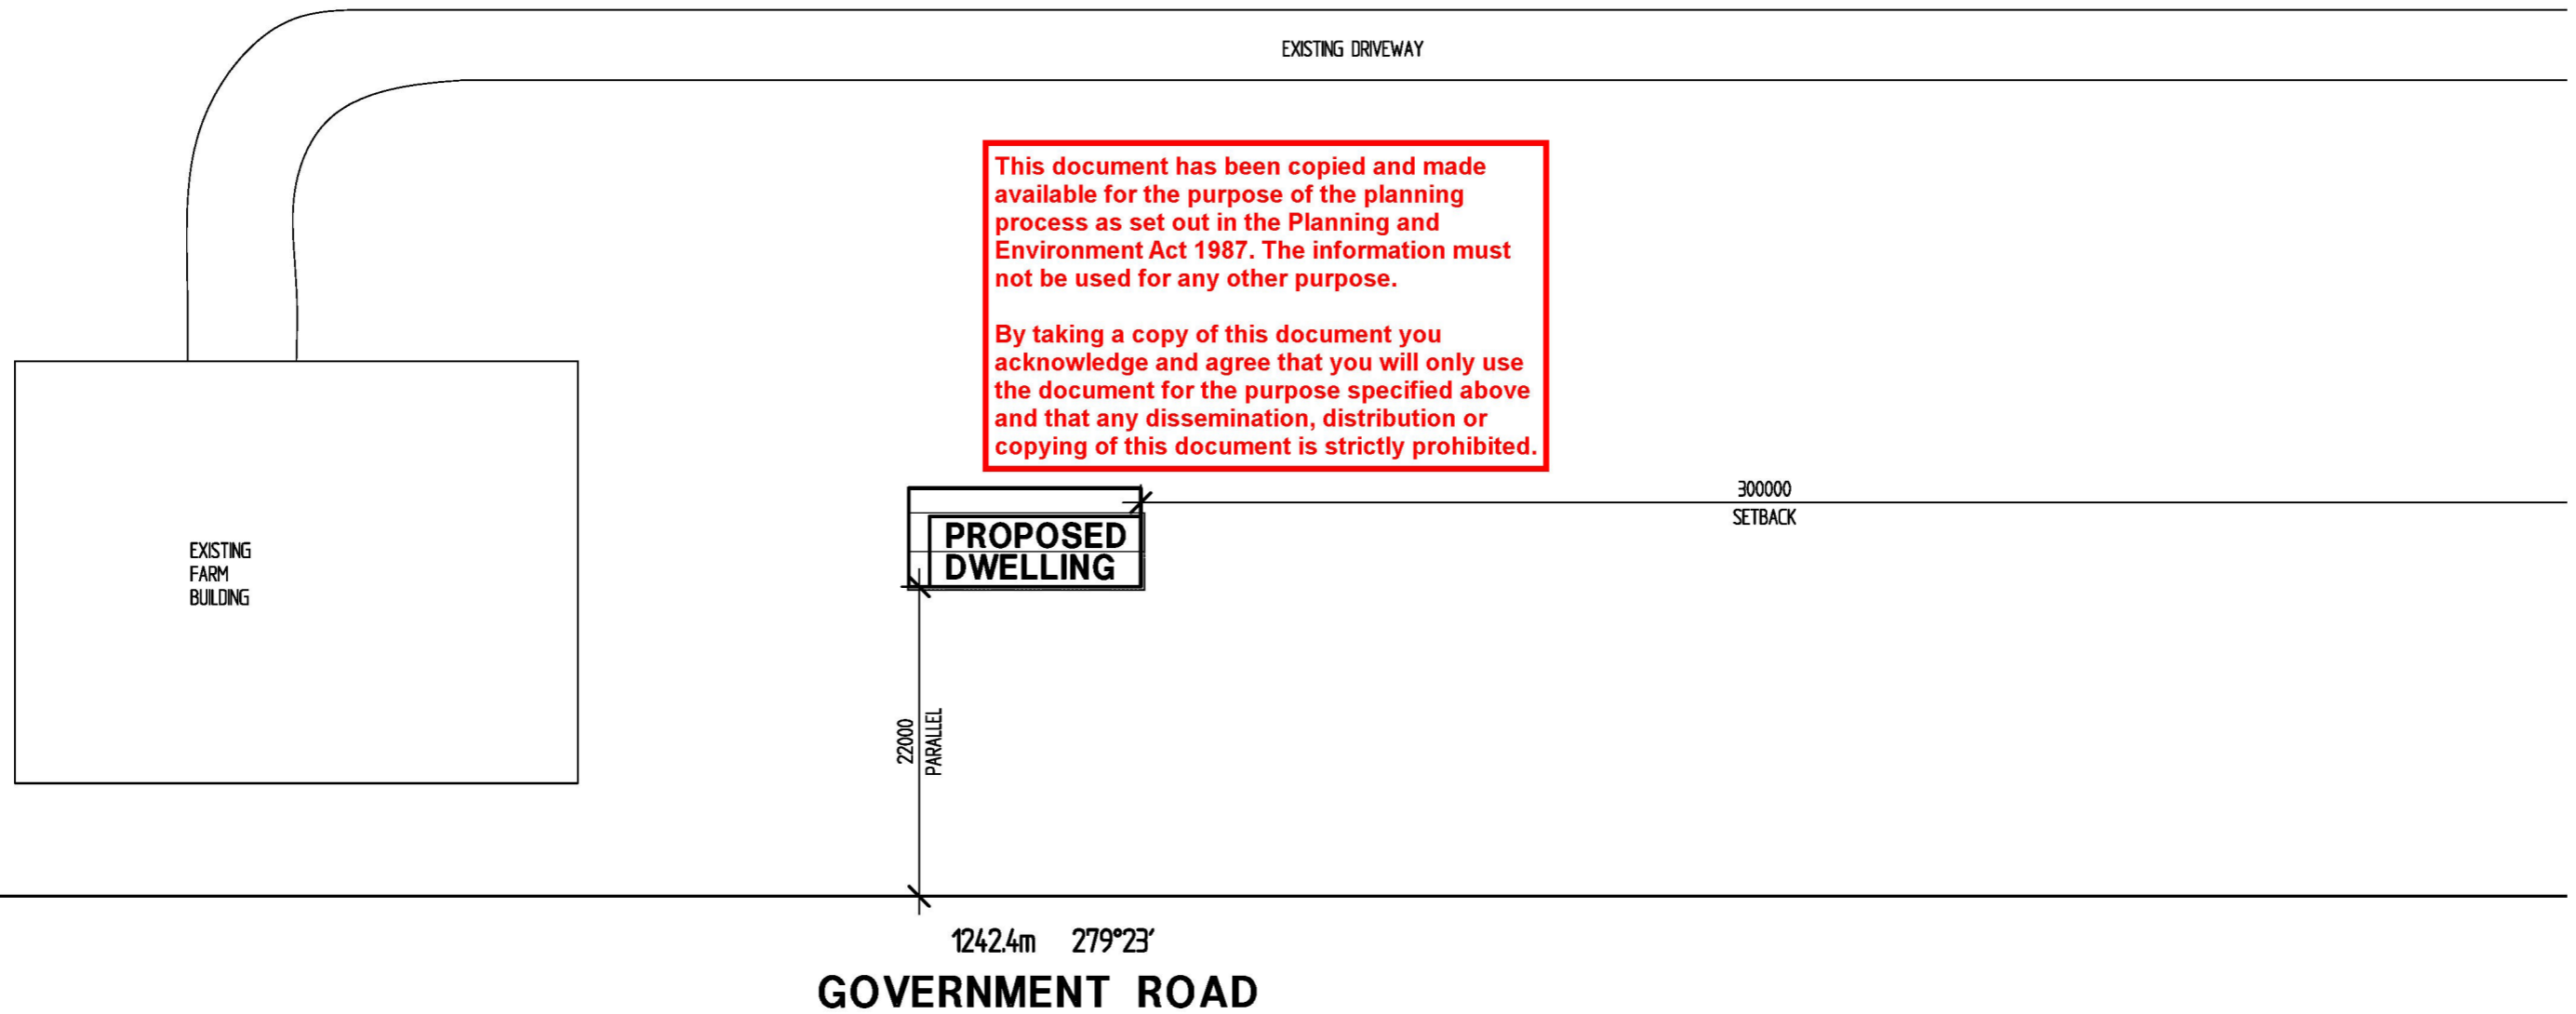 EXISTING DRIVEWAY
This document has been copied and made
available for the purpose of the planning
process as set out in the Planning and
Environment Act 1987. The information must
not be used for any other purpose.
By taking a copy of this document you
acknowledge and agree that you will only use
the document for the purpose specified above
and that any dissemination, distribution or
copying of this document is strictly prohibited.
300000
SETBACK
PROPOSED
DWELLING
EXISTING
FARM
BUILDING
22000
PARALLEL
1242.4m 279°23'
GOVERNMENT ROAD